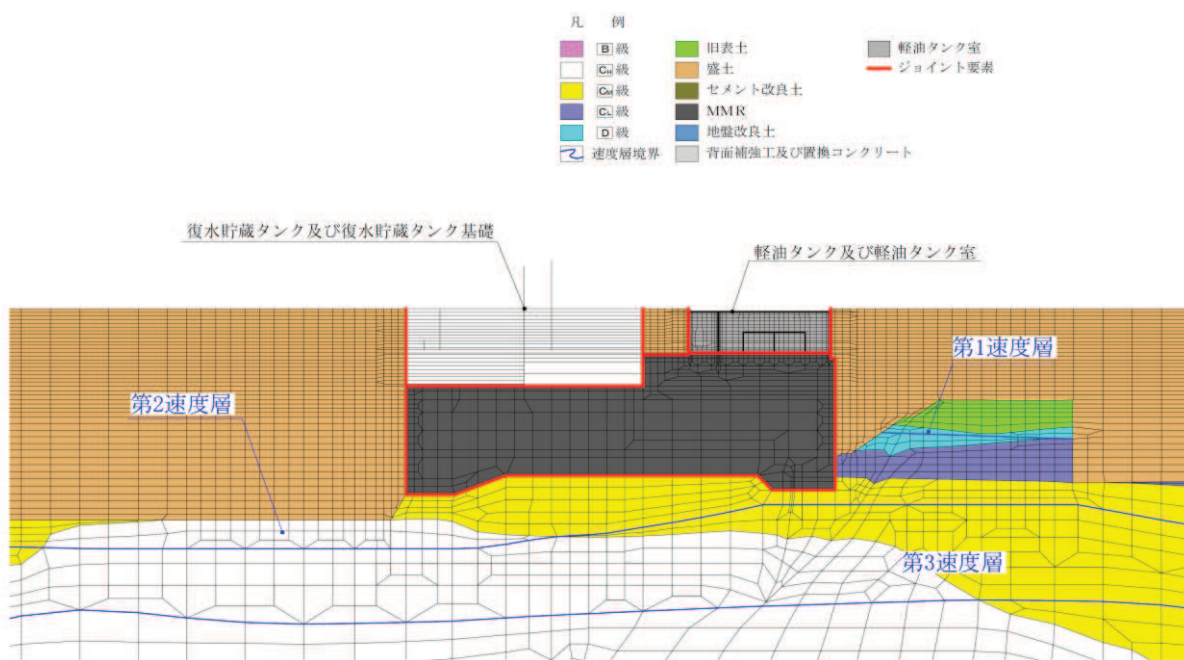 凡 例
B 級
CH 級
CM 級
CL 級
D 級
速度層境界
旧表土
盛土
セメント改良土
MMR
地盤改良土
背面補強工及び置換コンクリート
軽油タンク室
ジョイント要素
復水貯蔵タンク及び復水貯蔵タンク基礎
軽油タンク及び軽油タンク室
第1速度層
第2速度層
第3速度層